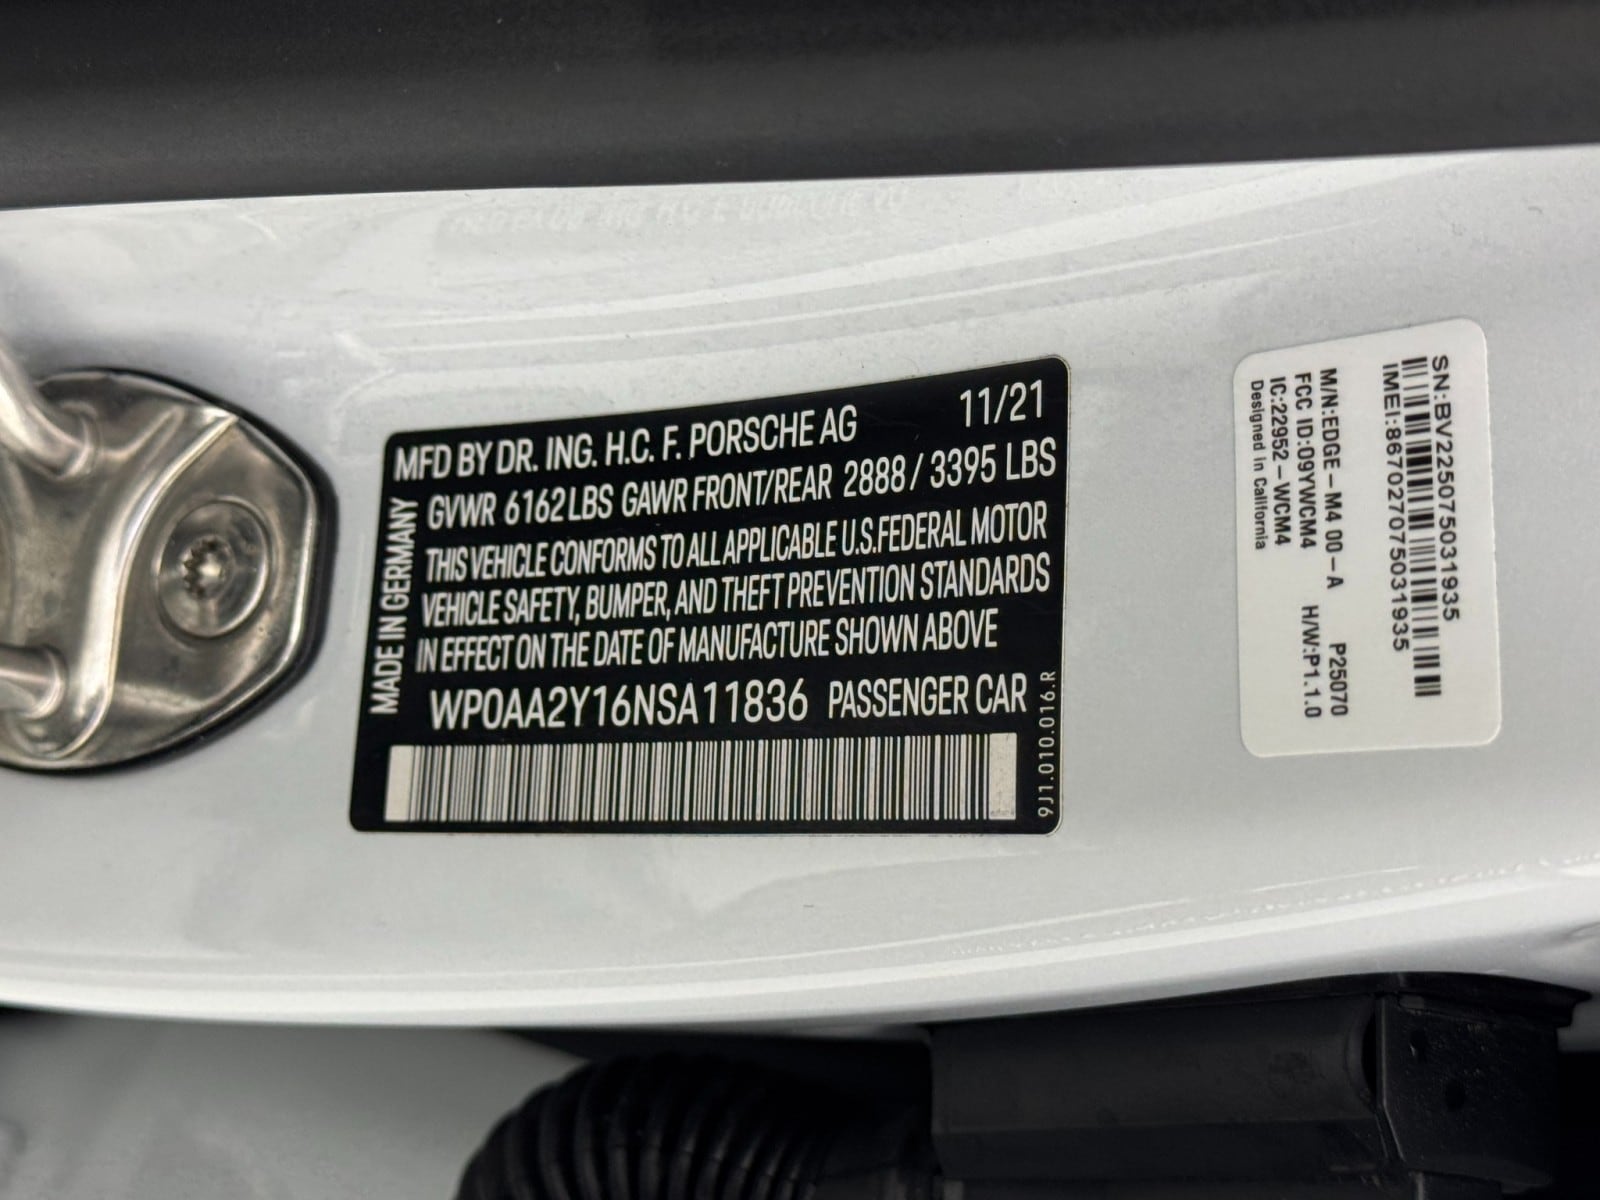 MFD BY DR. ING. H.C. F. PORSCHE AG 11/21
GVWR 6162 LBS GAWR FRONT/REAR 2888 / 3395 LBS
THIS VEHICLE CONFORMS TO ALL APPLICABLE U.S.FEDERAL MOTOR
VEHICLE SAFETY, BUMPER, AND THEFT PREVENTION STANDARDS
IN EFFECT ON THE DATE OF MANUFACTURE SHOWN ABOVE
WP0AA2Y16NSA11836 PASSENGER CAR
MADE IN GERMANY
9J1.010.016.R
SN:BV225075031935
IMEI:867027075031935
M/N:EDGE-M4 00-A P25070
FCC ID:09YWCM4 H/W:P1.1.0
IC:22952-WCM4
Designed in California